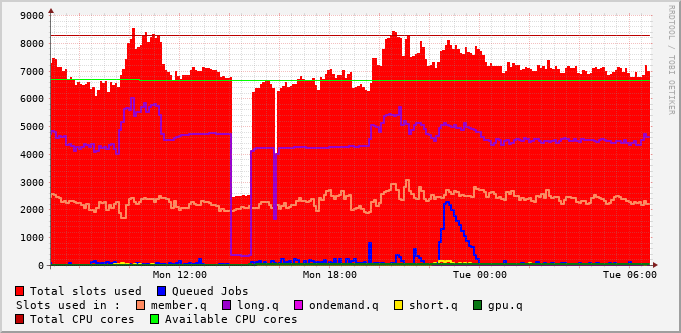 9000
8000
7000
6000
5000
4000
3000
2000
1000
0
Mon 12:00 Mon 18:00 Tue 00:00 Tue 06:00
RRDTOOL / TOBI OETIKER
Total slots used Queued Jobs
Slots used in : member.q long.q ondemand.q short.q gpu.q
Total CPU cores Available CPU cores